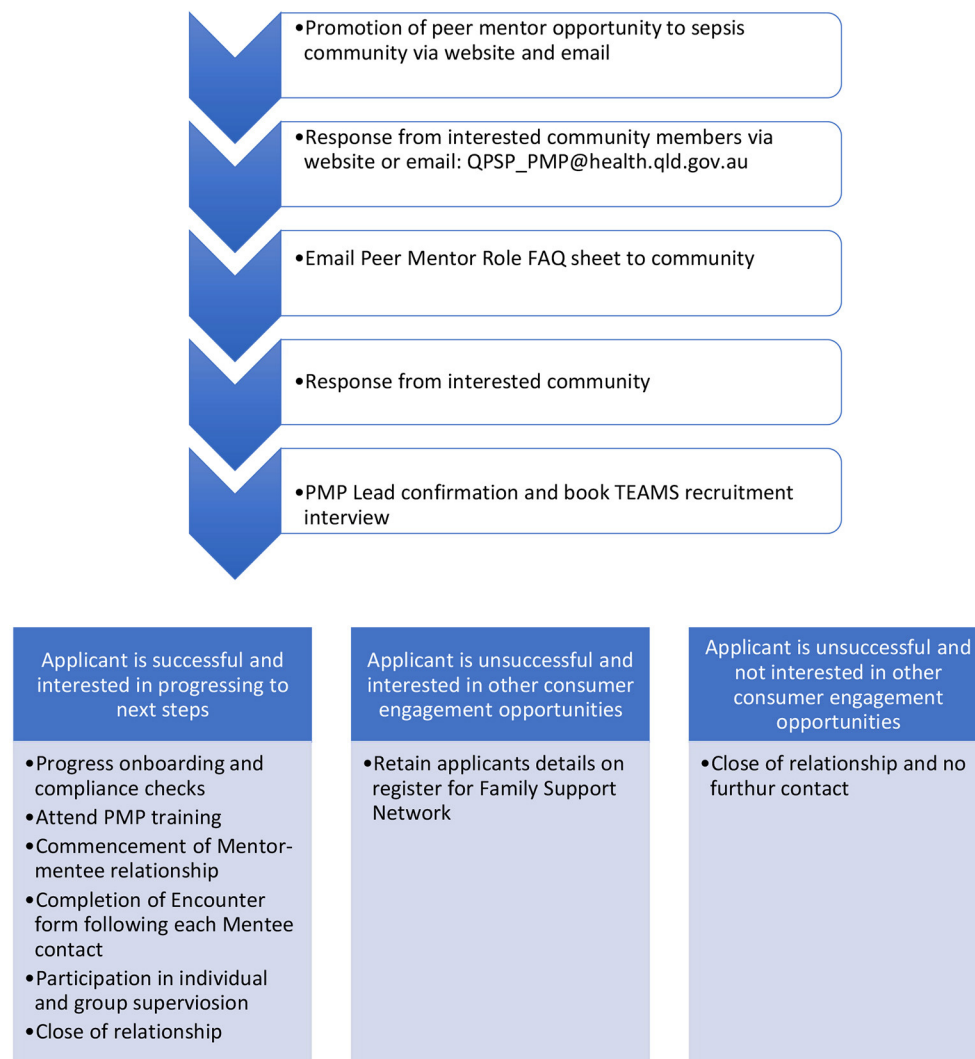 •Promotion of peer mentor opportunity to sepsis
community via website and email
•Response from interested community members via
website or email: QPSP_PMP@health.qld.gov.au
•Email Peer Mentor Role FAQ sheet to community
•Response from interested community
•PMP Lead confirmation and book TEAMS recruitment
interview
Applicant is successful and
interested in progressing to
next steps
•Progress onboarding and
compliance checks
•Attend PMP training
•Commencement of Mentor-
mentee relationship
•Completion of Encounter
form following each Mentee
contact
•Participation in individual
and group superviosion
•Close of relationship
Applicant is unsuccessful and
interested in other consumer
engagement opportunities
•Retain applicants details on
register for Family Support
Network
Applicant is unsuccessful and
not interested in other
consumer engagement
opportunities
•Close of relationship and no
furthur contact